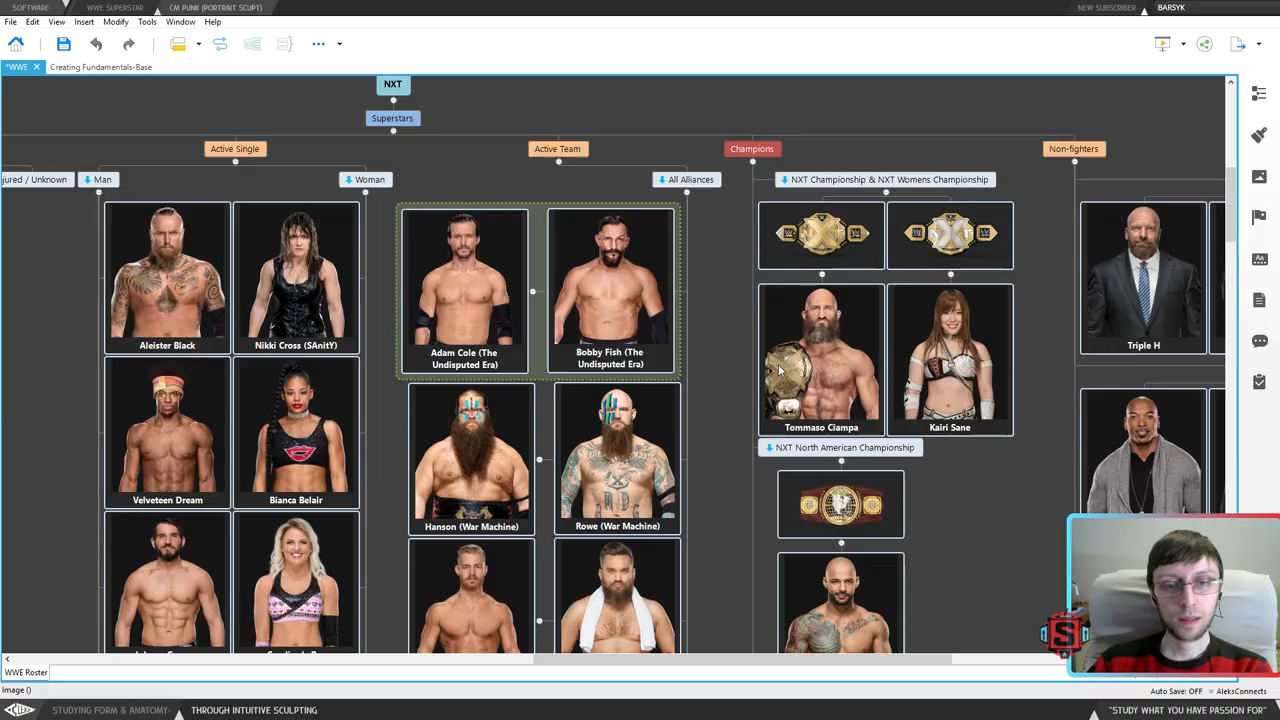 SOFTWARE
WWE SUPERSTAR
CM PUNK (PORTRAIT SCUPT)
NEW SUBSCRIBER
BARSYK
File Edit View Insert Modify Tools Window Help
*WWE
Creating Fundamentals-Base
NXT
Superstars
Active Single
Active Team
Champions
Non-fighters
jured / Unknown
Man
Woman
All Alliances
NXT Championship & NXT Womens Championship
Aleister Black
Nikki Cross (SAnitY)
Adam Cole (The
Undisputed Era)
Bobby Fish (The
Undisputed Era)
Triple H
Tommaso Ciampa
Kairi Sane
NXT North American Championship
Velveteen Dream
Bianca Belair
Hanson (War Machine)
Rowe (War Machine)
WWE Roster
Image ()
Auto Save: OFF
AleksConnects
STUDYING FORM & ANATOMY
THROUGH INTUITIVE SCULPTING
"STUDY WHAT YOU HAVE PASSION FOR"